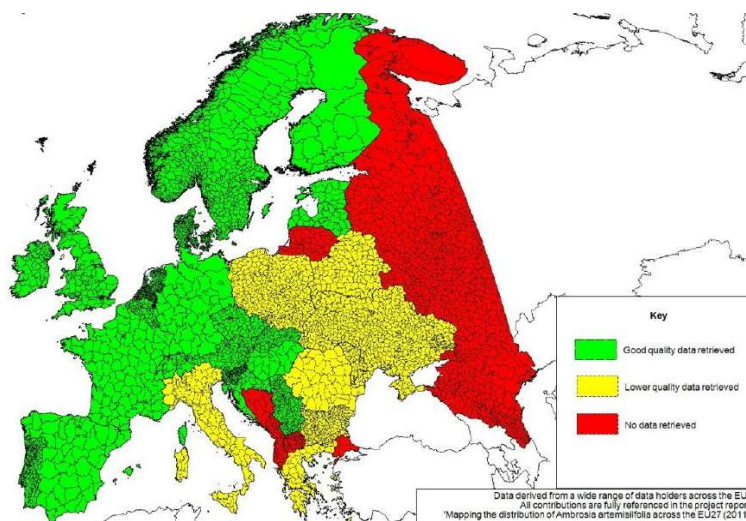 Key
Good quality data retrieved
Lower quality data retrieved
No data retrieved
Data derived from a wide range of data holders across the EU
All contributions are fully referenced in the project repor
"Mapping the distribution of Ambrosia artemisiifolia across the EU27 (2011